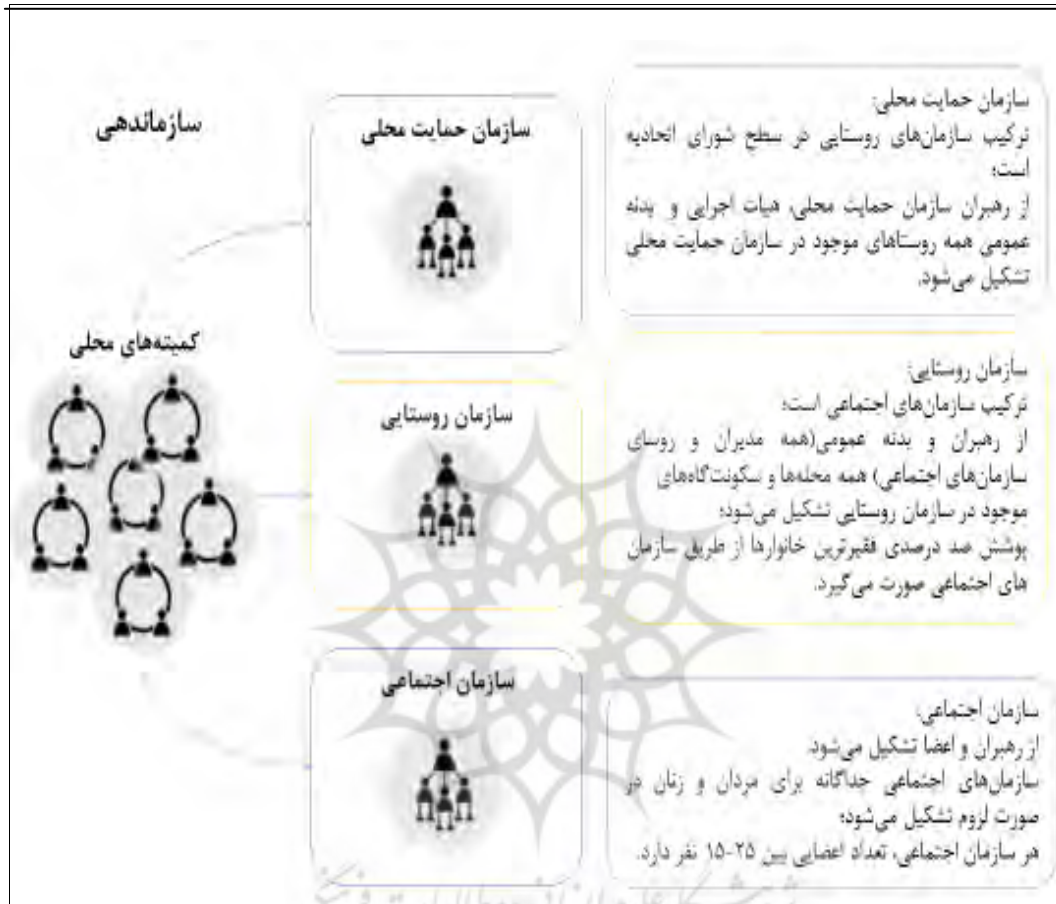 سازماندهی
کمیته‌های محلی
سازمان حمایت محلی
سازمان حمایت محلی:
ترکیب سازمان‌های روستایی در سطح شورای اتحادیه
است؛
از رهبران سازمان حمایت محلی، هیات اجرایی و بدنه
عمومی همه روستاهای موجود در سازمان حمایت محلی
تشکیل می‌شود.
سازمان روستایی
سازمان روستایی:
ترکیب سازمان‌های اجتماعی است؛
از رهبران و بدنه عمومی(همه مدیران و روسای
سازمان‌های اجتماعی) همه محله‌ها و سکونت‌گاه‌های
موجود در سازمان روستایی تشکیل می‌شود؛
پوشش صد درصدی فقیرترین خانوارها از طریق سازمان
های اجتماعی صورت می‌گیرد.
سازمان اجتماعی
سازمان اجتماعی:
از رهبران و اعضا تشکیل می‌شود.
سازمان‌های اجتماعی جداگانه برای مردان و زنان در
صورت لزوم تشکیل می‌شود؛
هر سازمان اجتماعی، تعداد اعضایی بین ۲۵-۱۵ نفر دارد.